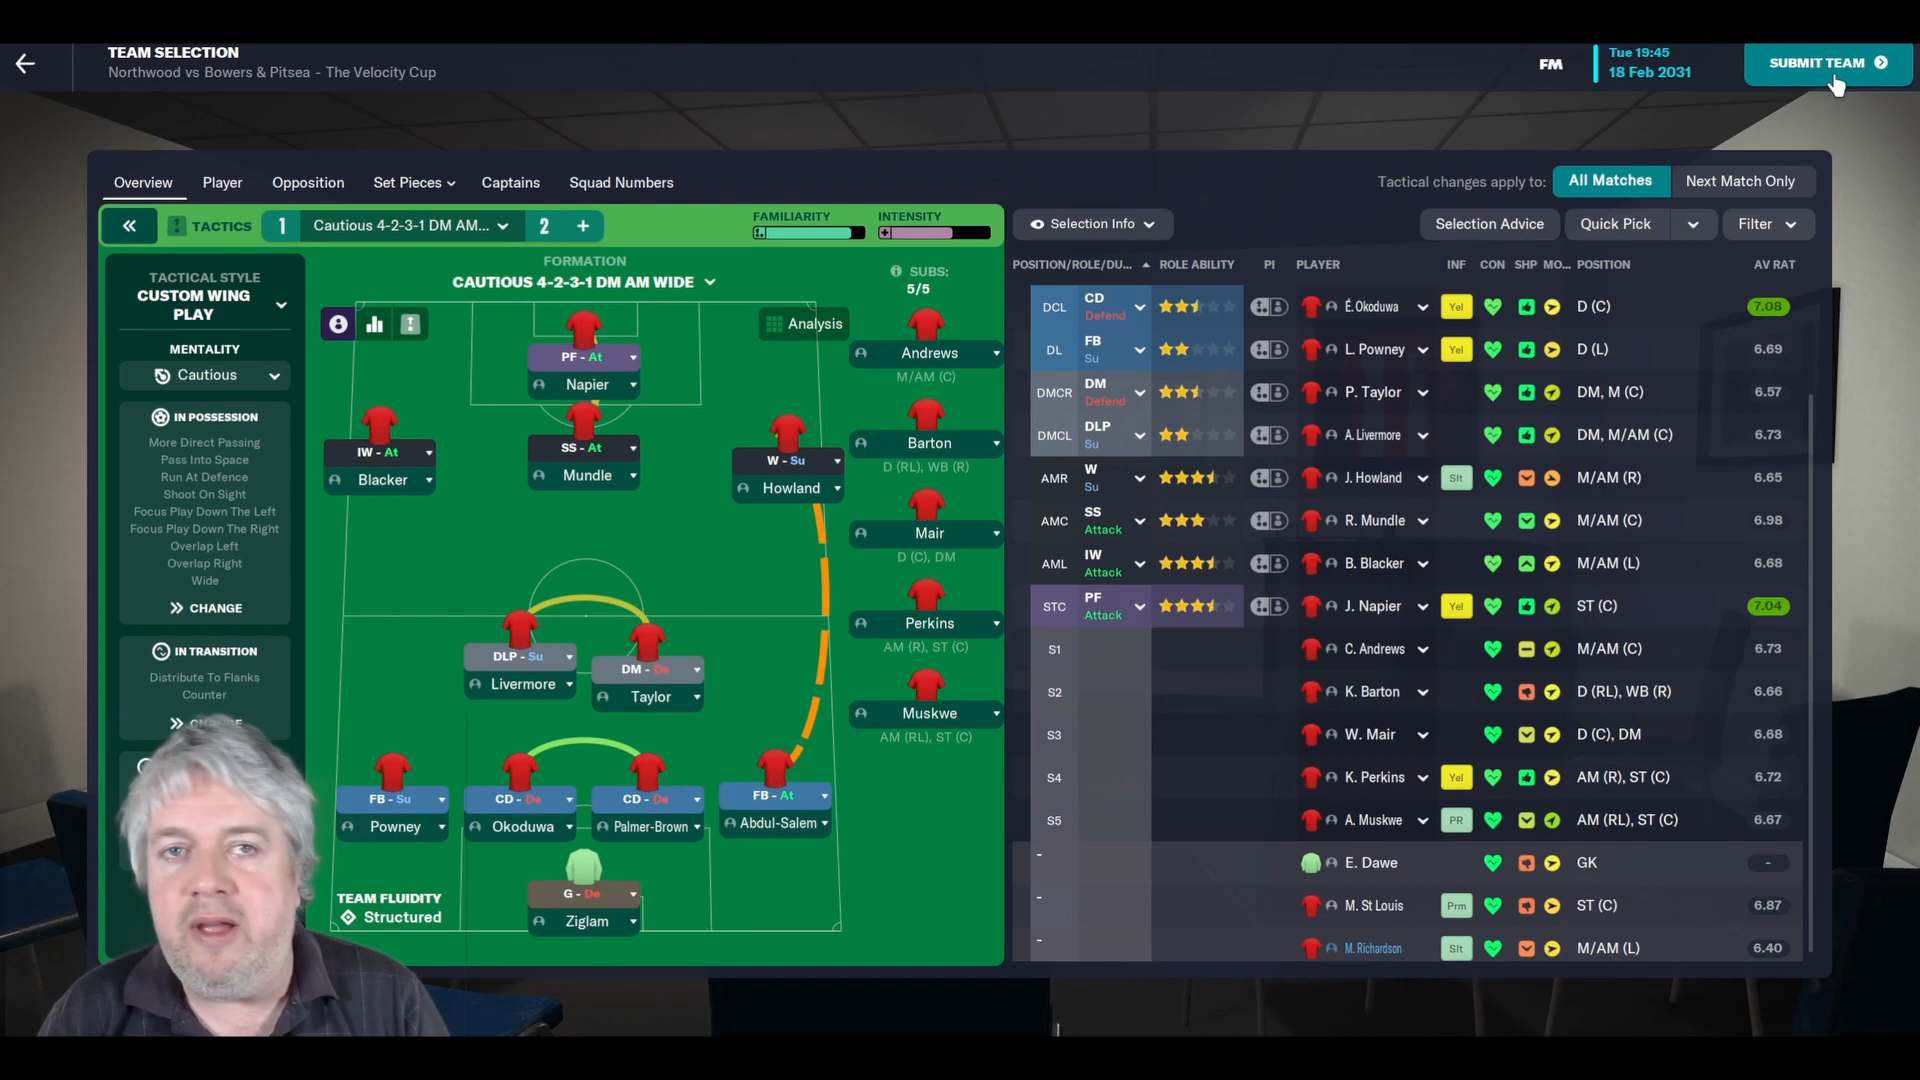 TEAM SELECTION
Northwood vs Bowers & Pitsea - The Velocity Cup
FM
Tue 19:45
18 Feb 2031
SUBMIT TEAM
Overview Player Opposition Set Pieces Captains Squad Numbers
Tactical changes apply to: All Matches Next Match Only
TACTICS 1 Cautious 4-2-3-1 DM AM... 2 +
FAMILIARITY
INTENSITY
Selection Info
Selection Advice Quick Pick Filter
TACTICAL STYLE
CUSTOM WING
PLAY
MENTALITY
Cautious
IN POSSESSION
More Direct Passing
Pass Into Space
Run At Defence
Shoot On Sight
Focus Play Down The Left
Focus Play Down The Right
Overlap Left
Overlap Right
Wide
CHANGE
IN TRANSITION
Distribute To Flanks
Counter
FORMATION
CAUTIOUS 4-2-3-1 DM AM WIDE
SUBS:
5/5
Analysis
PF - At
Napier
IW - At
Blacker
SS - At
Mundle
W - Su
Howland
DLP - Su
Livermore
DM - De
Taylor
FB - Su
Powney
CD - De
Okoduwa
CD - De
Palmer-Brown
FB - At
Abdul-Salem
G - De
Ziglam
TEAM FLUIDITY
Structured
Andrews
M/AM (C)
Barton
D (RL), WB (R)
Mair
D (C), DM
Perkins
AM (R), ST (C)
Muskwe
AM (RL), ST (C)
POSITION/ROLE/DU... ROLE ABILITY PI PLAYER INF CON SHP MO... POSITION AV RAT
DCL CD Defend É. Okoduwa Yel D (C) 7.08
DL FB Su L. Powney Yel D (L) 6.69
DMCR DM Defend P. Taylor DM, M (C) 6.57
DMCL DLP Su A. Livermore DM, M/AM (C) 6.73
AMR W Su J. Howland Slt M/AM (R) 6.65
AMC SS Attack R. Mundle M/AM (C) 6.98
AML IW Attack B. Blacker M/AM (L) 6.68
STC PF Attack J. Napier Yel ST (C) 7.04
S1 C. Andrews M/AM (C) 6.73
S2 K. Barton D (RL), WB (R) 6.66
S3 W. Mair D (C), DM 6.68
S4 K. Perkins Yel AM (R), ST (C) 6.72
S5 A. Muskwe PR AM (RL), ST (C) 6.67
- E. Dawe GK -
- M. St Louis Prm ST (C) 6.87
- M. Richardson Slt M/AM (L) 6.40